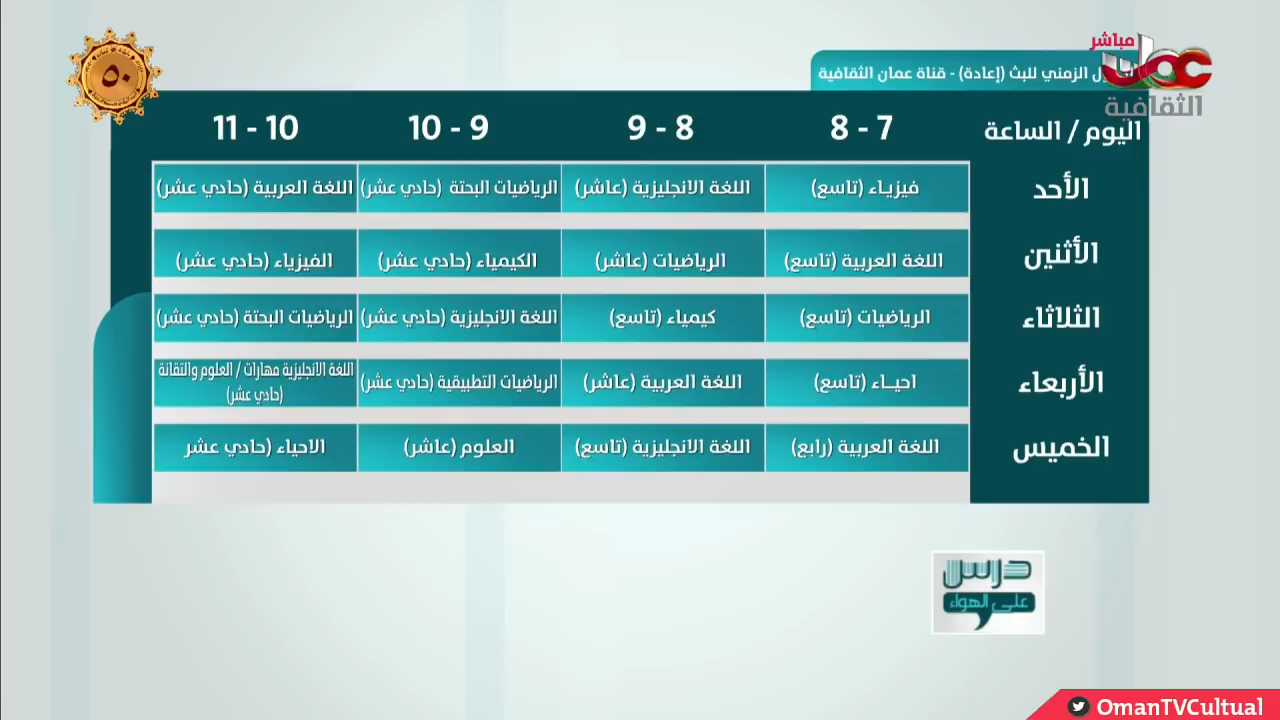 مباشر
عمان
الثقافية
الزمني للبث (إعادة) - قناة عمان الثقافية
٥٠
اليوم / الساعة 7 - 8 8 - 9 9 - 10 10 - 11
الأحد فيزيـاء (تاسع) اللغة الانجليزية (عاشر) الرياضيات البحتة (حادي عشر) اللغة العربية (حادي عشر)
الأثنين اللغة العربية (تاسع) الرياضيات (عاشر) الكيمياء (حادي عشر) الفيزياء (حادي عشر)
الثلاثاء الرياضيات (تاسع) كيمياء (تاسع) اللغة الانجليزية (حادي عشر) الرياضيات البحتة (حادي عشر)
الأربعاء احيــاء (تاسع) اللغة العربية (عاشر) الرياضيات التطبيقية (حادي عشر) اللغة الانجليزية مهارات / العلوم والتقانة
(حادي عشر)
الخميس اللغة العربية (رابع) اللغة الانجليزية (تاسع) العلوم (عاشر) الاحياء (حادي عشر
درس
على الهواء
OmanTVCultual